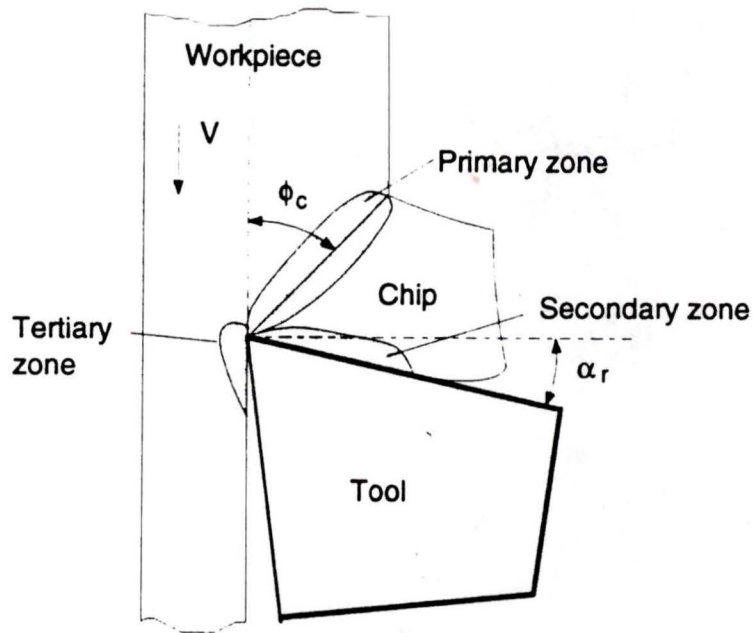 Workpiece
V
Primary zone
ϕc
Chip
Secondary zone
Tertiary
zone
αr
Tool